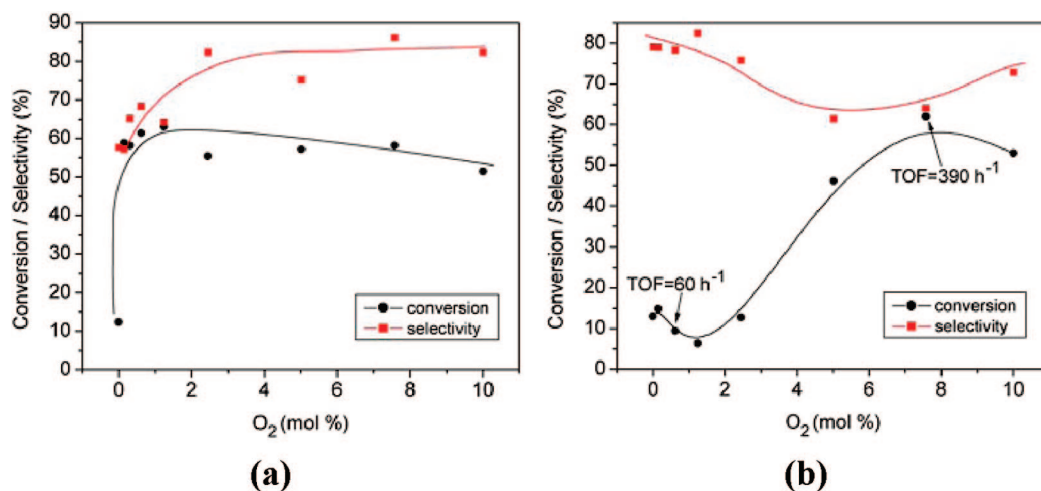 90
80
70
60
50
40
30
20
10
0
Conversion / Selectivity (%)
conversion
selectivity
0 2 4 6 8 10
O₂ (mol %)
(a)
80
70
60
50
40
30
20
10
0
Conversion / Selectivity (%)
TOF=390 h⁻¹
TOF=60 h⁻¹
conversion
selectivity
0 2 4 6 8 10
O₂ (mol %)
(b)